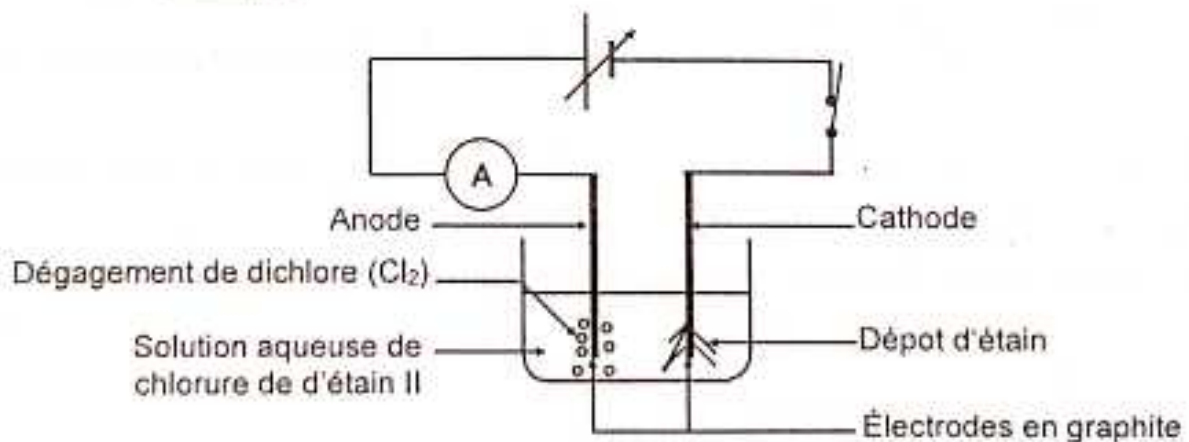 A
Anode
Cathode
Dégagement de dichlore (Cl₂)
Solution aqueuse de
chlorure de d'étain II
Dépot d'étain
Électrodes en graphite